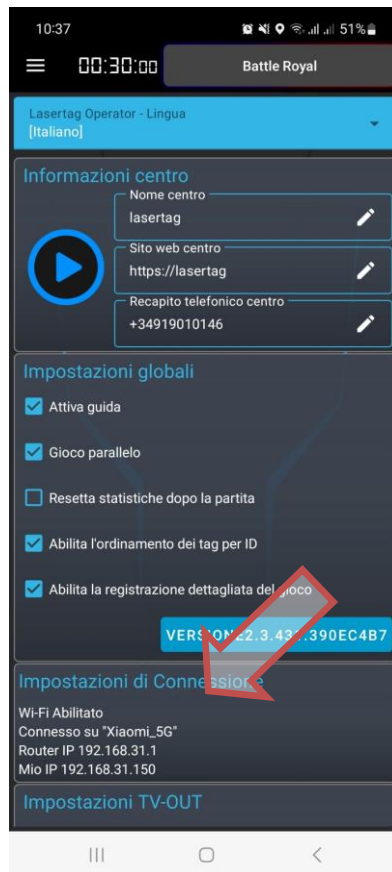 10:37
51%
00:30:00
Battle Royal
Lasertag Operator - Lingua
[Italiano]
Informazioni centro
Nome centro
lasertag
Sito web centro
https://lasertag
Recapito telefonico centro
+34919010146
Impostazioni globali
Attiva guida
Gioco parallelo
Resetta statistiche dopo la partita
Abilita l'ordinamento dei tag per ID
Abilita la registrazione dettagliata del gioco
390EC4B7
Impostazioni di Connessione
Wi-Fi Abilitato
Connesso su "Xiaomi_5G"
Router IP 192.168.31.1
Mio IP 192.168.31.150
Impostazioni TV-OUT